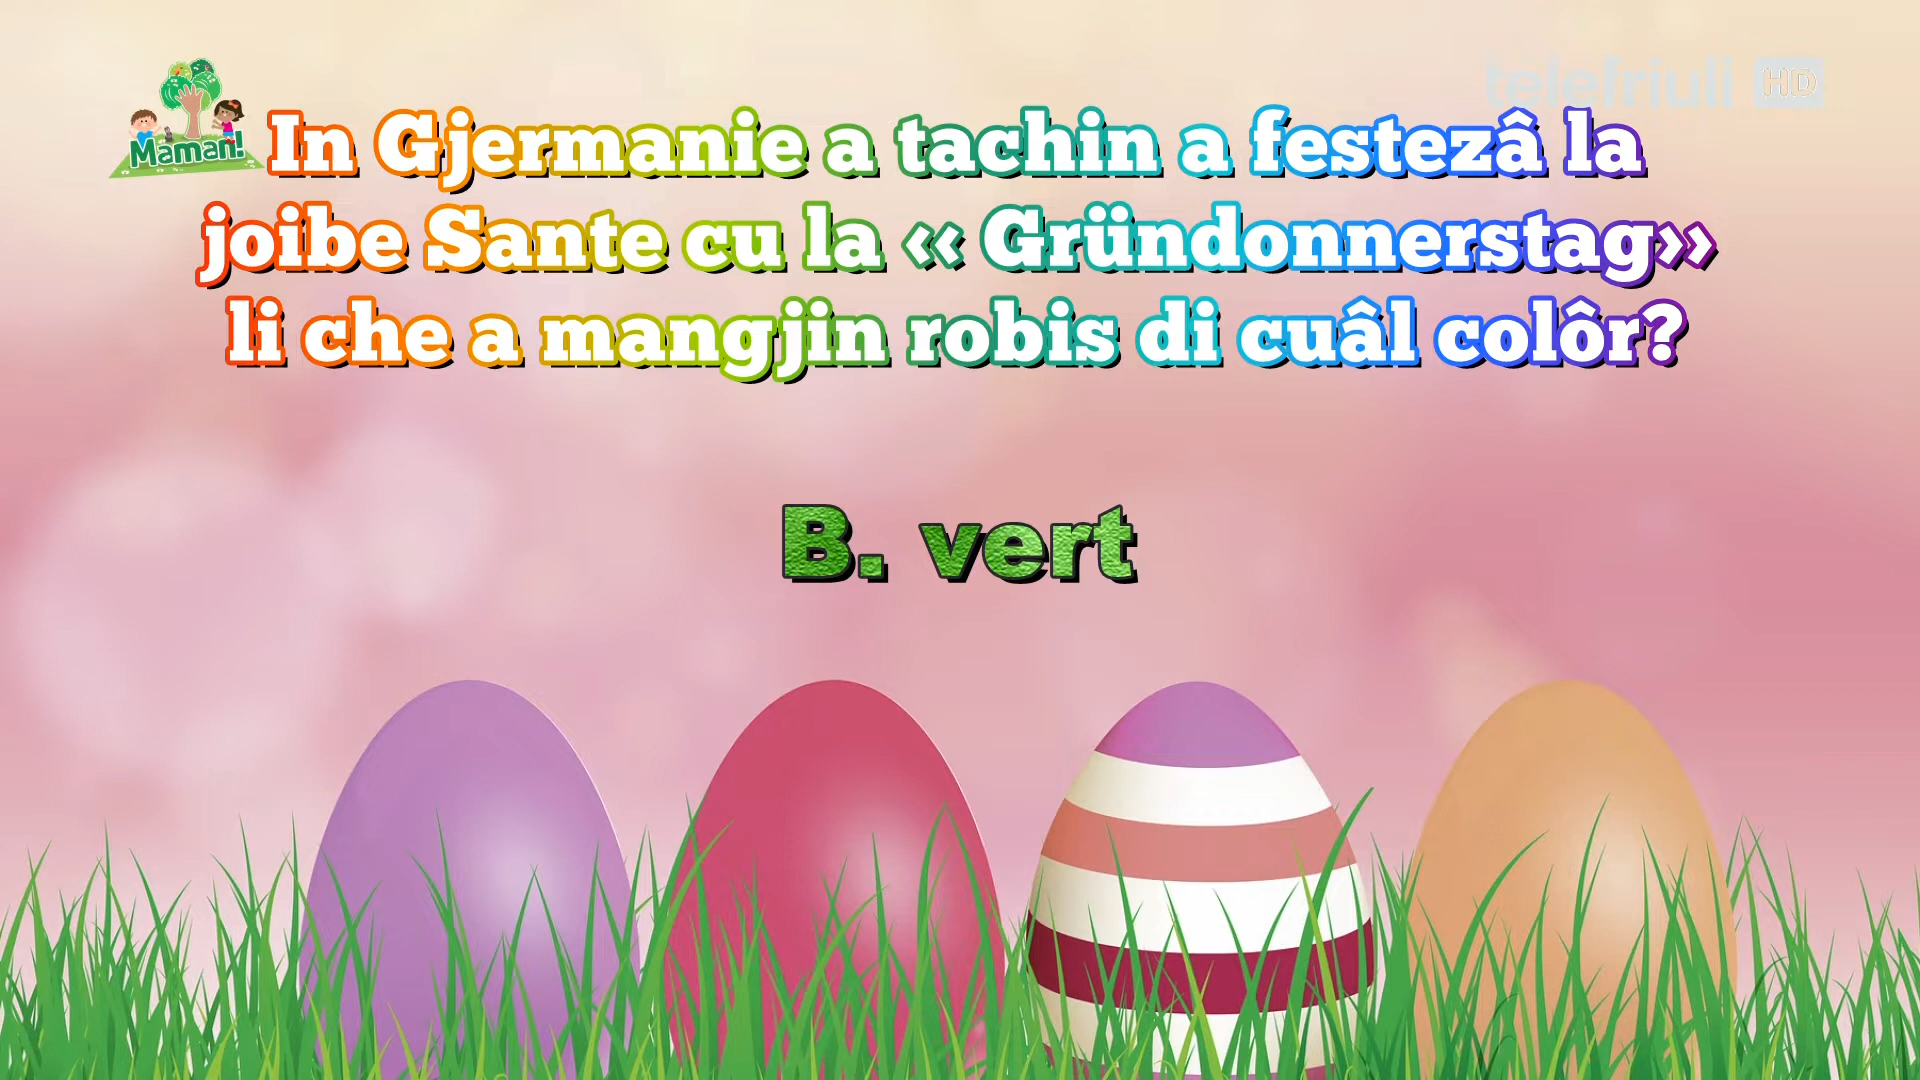 telefriuli HD
Maman!
In Gjermanie a tachin a festezâ la
joibe Sante cu la ‹‹ Gründonnerstag››
li che a mangjin robis di cuâl colôr?
B. vert